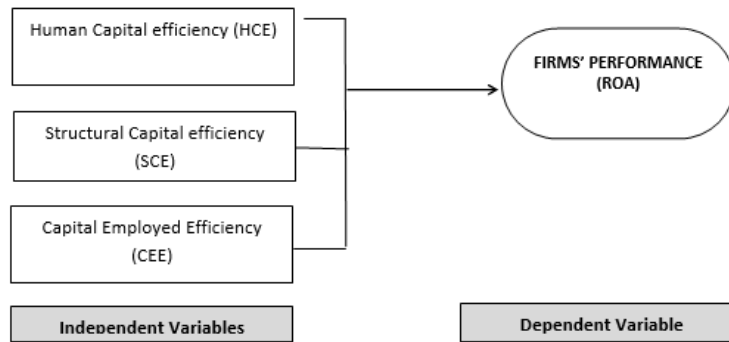 Human Capital efficiency (HCE)
FIRMS’ PERFORMANCE
(ROA)
Structural Capital efficiency
(SCE)
Capital Employed Efficiency
(CEE)
Independent Variables
Dependent Variable